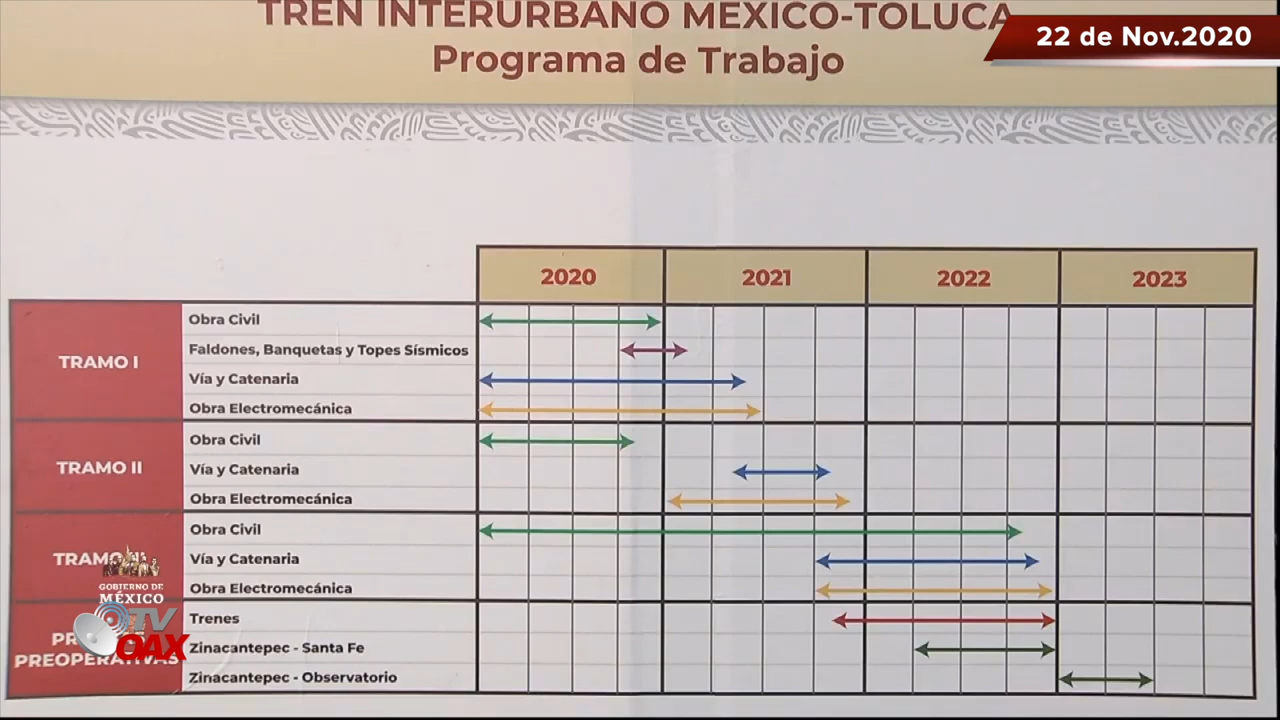 TREN INTERURBANO MÉXICO-TOLUCA
Programa de Trabajo
22 de Nov.2020
2020 2021 2022 2023
TRAMO I
Obra Civil
Faldones, Banquetas y Topes Sísmicos
Vía y Catenaria
Obra Electromecánica
TRAMO II
Obra Civil
Vía y Catenaria
Obra Electromecánica
Obra Civil
Vía y Catenaria
Obra Electromecánica
PREOPERATIVAS
Trenes
Zinacantepec - Santa Fe
Zinacantepec - Observatorio
GOBIERNO DE
MÉXICO
TV
OAX